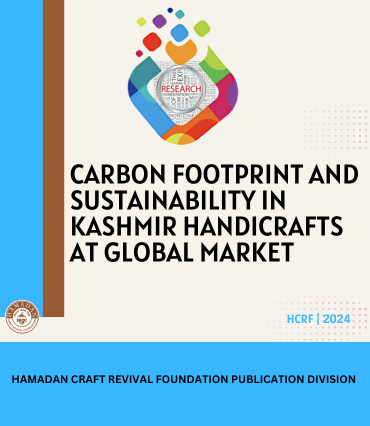 RESEARCH
CARBON FOOTPRINT AND
SUSTAINABILITY IN
KASHMIR HANDICRAFTS
AT GLOBAL MARKET
HCRF | 2024
HAMADAN
HAMADAN CRAFT REVIVAL FOUNDATION PUBLICATION DIVISION